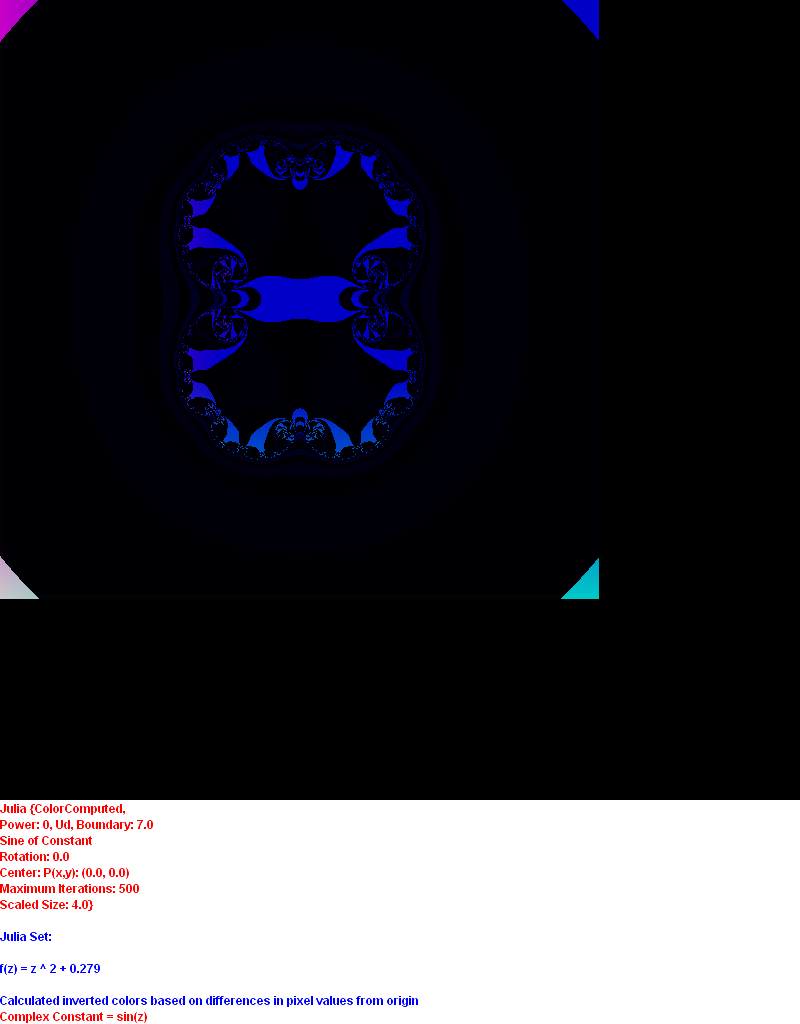 Julia {ColorComputed,
Power: 0, Ud, Boundary: 7.0
Sine of Constant
Rotation: 0.0
Center: P(x,y): (0.0, 0.0)
Maximum Iterations: 500
Scaled Size: 4.0}
Julia Set:
f(z) = z ^ 2 + 0.279
Calculated inverted colors based on differences in pixel values from origin
Complex Constant = sin(z)